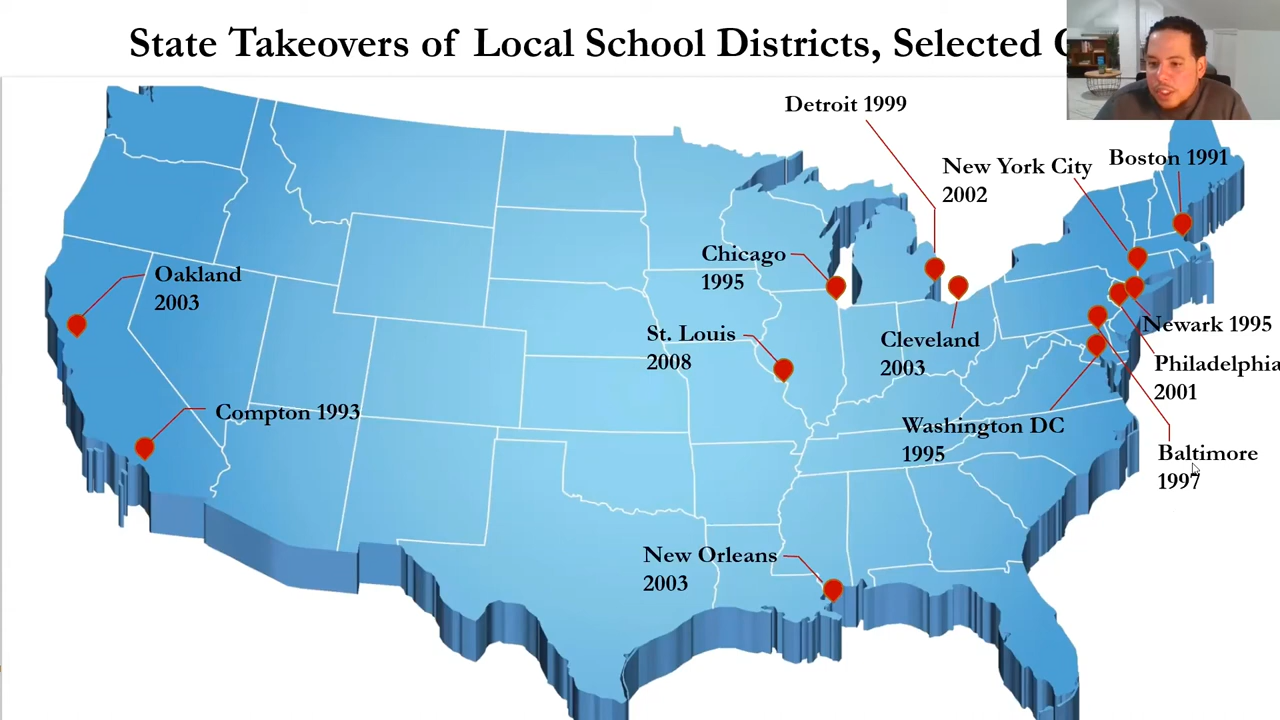 State Takeovers of Local School Districts, Selected
Detroit 1999
New York City
2002
Boston 1991
Chicago
1995
Oakland
2003
St. Louis
2008
Cleveland
2003
Newark 1995
Philadelphia
2001
Compton 1993
Washington DC
1995
Baltimore
1997
New Orleans
2003